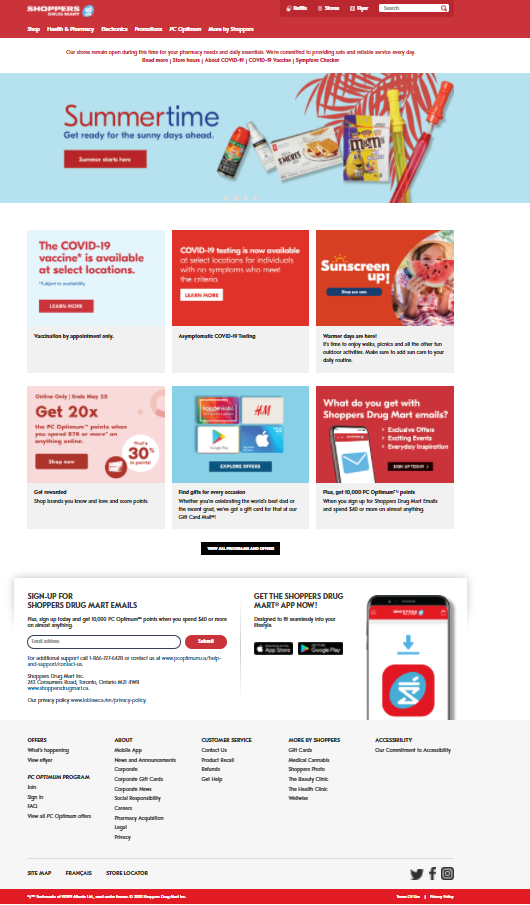 SHOPPERS
DRUG MART
Refills
Stores
Flyer
Search
Shop Health & Pharmacy Electronics Promotions PC Optimum More by Shoppers
Our stores remain open during this time for your pharmacy needs and daily essentials. We're committed to providing safe and reliable service every day.
Read more | Store hours | About COVID-19 | COVID-19 Vaccine | Symptom Checker
Summertime
Get ready for the sunny days ahead.
Summer starts here
S'MORES
m&m's
The COVID-19
vaccine* is available
at select locations.
*Subject to availability
LEARN MORE
COVID-19 testing is now available
at select locations for individuals
with no symptoms who meet
the criteria.
LEARN MORE
Sunscreen
up!
Shop sun care
Vaccination by appointment only.
Asymptomatic COVID-19 Testing
Warmer days are here!
It's time to enjoy walks, picnics and all the other fun
outdoor activities. Make sure to add sun care to your
daily routine.
Online Only | Ends May 23
Get 20x
the PC Optimum™ points when
you spend $75 or more* on
anything online.
Shop now
That's
30%
in points!
H&M
Google Play
EXPLORE OFFERS
What do you get with
Shoppers Drug Mart emails?
Exclusive Offers
Exciting Events
Everyday Inspiration
SIGN UP TODAY >
Get rewarded
Shop brands you know and love and score points.
Find gifts for every occasion
Whether you're celebrating the world's best dad or
the recent grad, we've got a gift card for that at our
Gift Card Mall®!
Plus, get 10,000 PC Optimum™ points
When you sign up for Shoppers Drug Mart Emails
and spend $40 or more on almost anything.
VIEW ALL PROGRAMS AND OFFERS
SIGN-UP FOR
SHOPPERS DRUG MART EMAILS
Plus, sign up today and get 10,000 PC Optimum™ points when you spend $40 or more
on almost anything.
Email address
Submit
For additional support call 1-866-727-6468 or contact us at www.pcoptimum.ca/help-
and-support/contact-us.
Shoppers Drug Mart Inc.
243 Consumers Road, Toronto, Ontario M2J 4W8
www.shoppersdrugmart.ca.
Our privacy policy www.loblaw.ca/en/privacy-policy.
GET THE SHOPPERS DRUG
MART® APP NOW!
Designed to fit seamlessly into your
lifestyle
App Store
Google Play
SHOPPERS
OFFERS
What's happening
View eflyer
PC OPTIMUM PROGRAM
Join
Sign In
FAQ
View all PC Optimum offers
ABOUT
Mobile App
News and Announcements
Corporate
Corporate Gift Cards
Corporate News
Social Responsibility
Careers
Pharmacy Acquisition
Legal
Privacy
CUSTOMER SERVICE
Contact Us
Product Recall
Refunds
Get Help
MORE BY SHOPPERS
Gift Cards
Medical Cannabis
Shoppers Photo
The Beauty Clinic
The Health Clinic
Wellwise
ACCESSIBILITY
Our Commitment to Accessibility
SITE MAP FRANÇAIS STORE LOCATOR
Terms Of Use | Privacy Policy